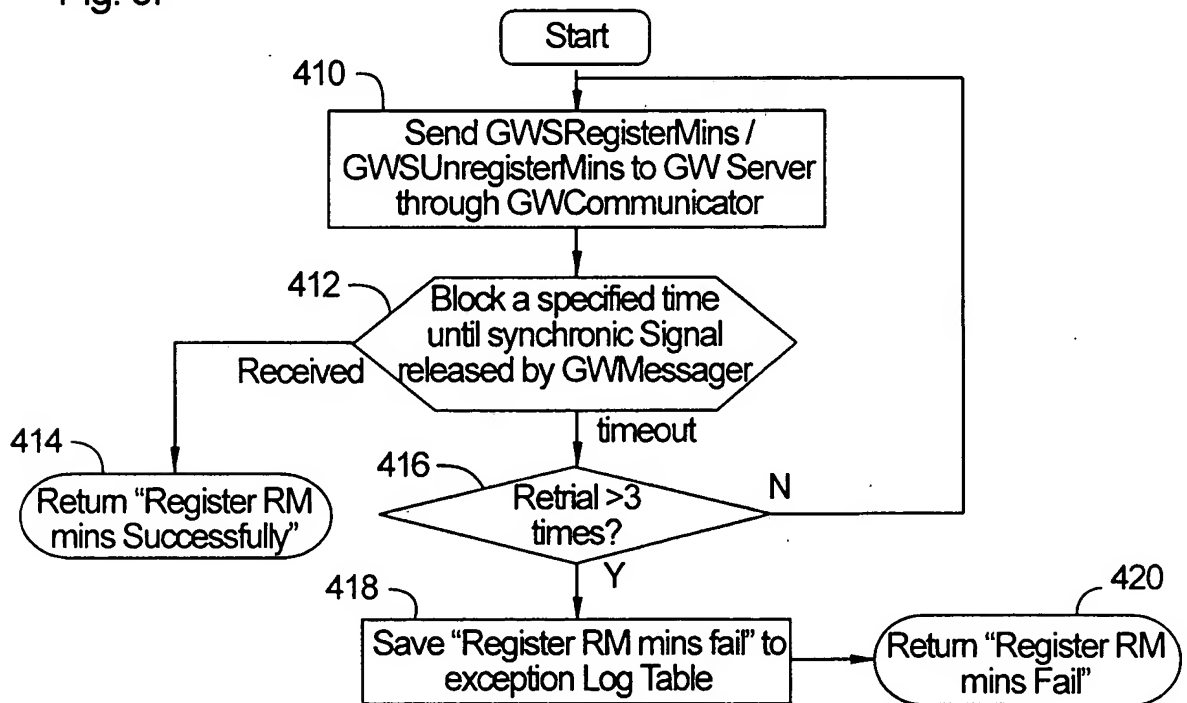 Start
410
Send GWSRegisterMins /
GWSUnregisterMins to GW Server
through GWCommunicator
412
Block a specified time
until synchronic Signal
released by GWMessager
Received
timeout
414
Return “Register RM
mins Successfully”
416
Retrial >3
times?
N
Y
418
Save “Register RM mins fail” to
exception Log Table
420
Return “Register RM
mins Fail”